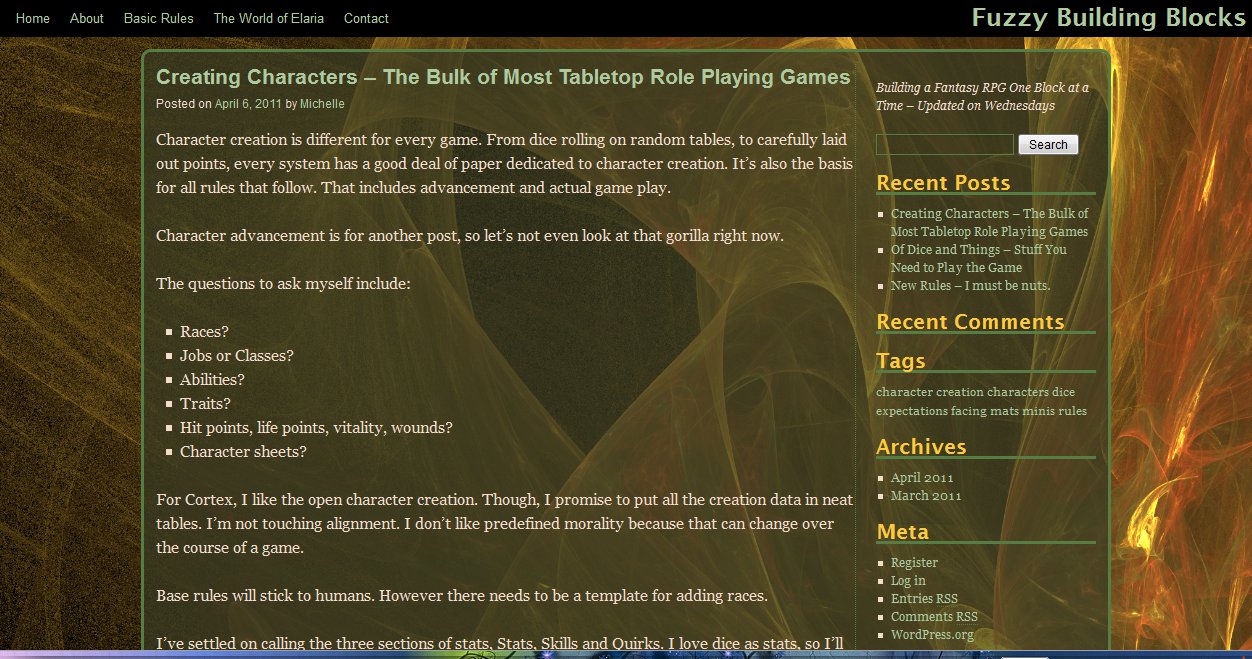 Home About Basic Rules The World of Elaria Contact
Fuzzy Building Blocks
Creating Characters – The Bulk of Most Tabletop Role Playing Games
Posted on April 6, 2011 by Michelle
Character creation is different for every game. From dice rolling on random tables, to carefully laid
out points, every system has a good deal of paper dedicated to character creation. It's also the basis
for all rules that follow. That includes advancement and actual game play.
Character advancement is for another post, so let's not even look at that gorilla right now.
The questions to ask myself include:
Races?
Jobs or Classes?
Abilities?
Traits?
Hit points, life points, vitality, wounds?
Character sheets?
For Cortex, I like the open character creation. Though, I promise to put all the creation data in neat
tables. I'm not touching alignment. I don't like predefined morality because that can change over
the course of a game.
Base rules will stick to humans. However there needs to be a template for adding races.
I've settled on calling the three sections of stats, Stats, Skills and Quirks. I love dice as stats, so I'll
Building a Fantasy RPG One Block at a
Time – Updated on Wednesdays
Search
Recent Posts
Creating Characters – The Bulk of
Most Tabletop Role Playing Games
Of Dice and Things – Stuff You
Need to Play the Game
New Rules – I must be nuts.
Recent Comments
Tags
character creation characters dice
expectations facing mats minis rules
Archives
April 2011
March 2011
Meta
Register
Log in
Entries RSS
Comments RSS
WordPress.org